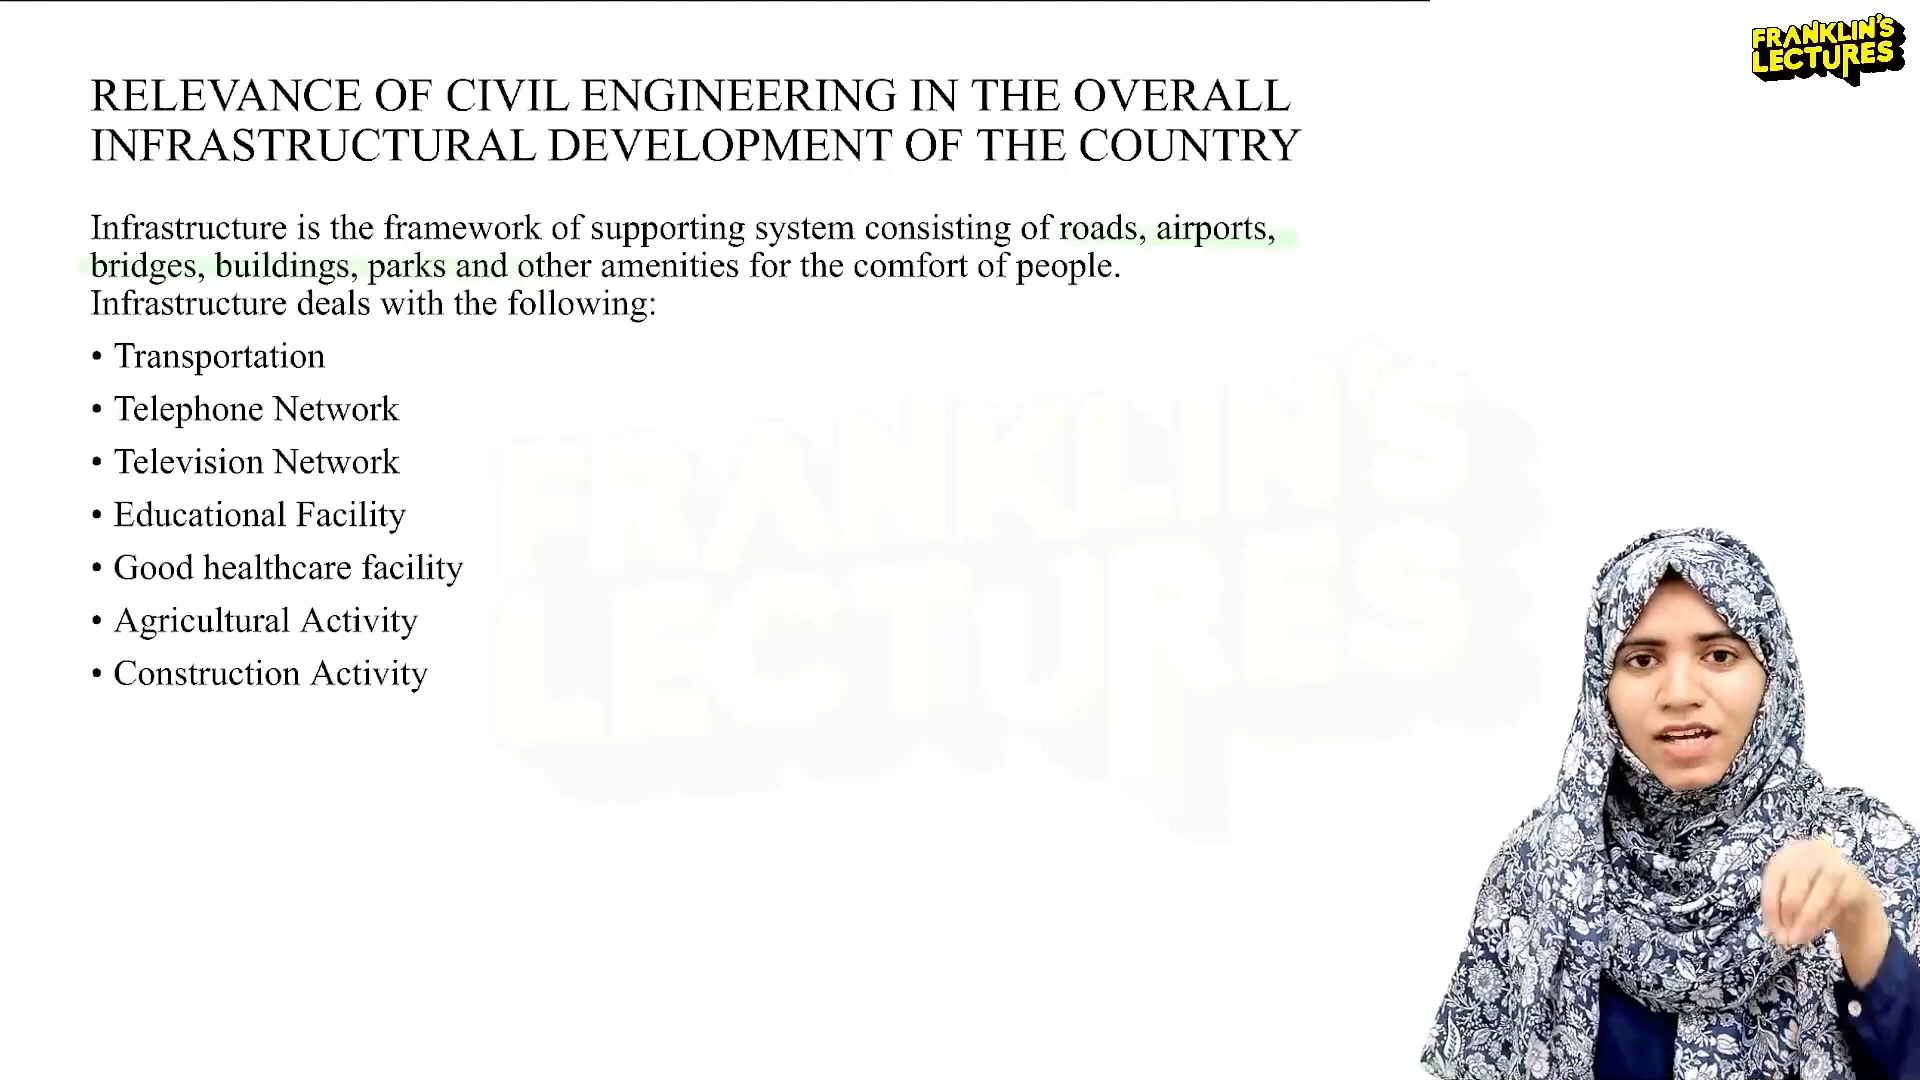 FRANKLIN'S
LECTURES
RELEVANCE OF CIVIL ENGINEERING IN THE OVERALL
INFRASTRUCTURAL DEVELOPMENT OF THE COUNTRY
Infrastructure is the framework of supporting system consisting of roads, airports,
bridges, buildings, parks and other amenities for the comfort of people.
Infrastructure deals with the following:
• Transportation
• Telephone Network
• Television Network
• Educational Facility
• Good healthcare facility
• Agricultural Activity
• Construction Activity
FRANKLIN'S
LECTURES